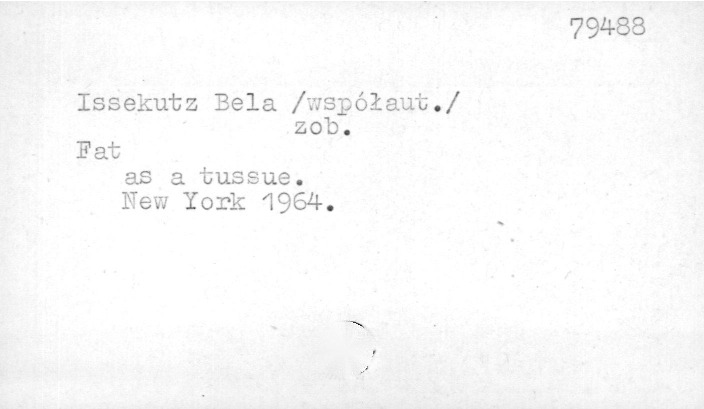 79488
Issekutz Bela /współaut./
zob.
Fat
as a tussue.
New York 1964.